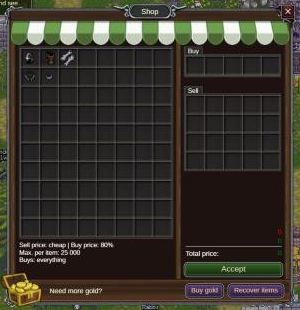 Shop
Buy
Sell
0
0
Sell price: cheap | Buy price: 80%
Max. per item: 25 000
Buys: everything
Total price: 0
Accept
Need more gold?
Buy gold
Recover items
Rabbit